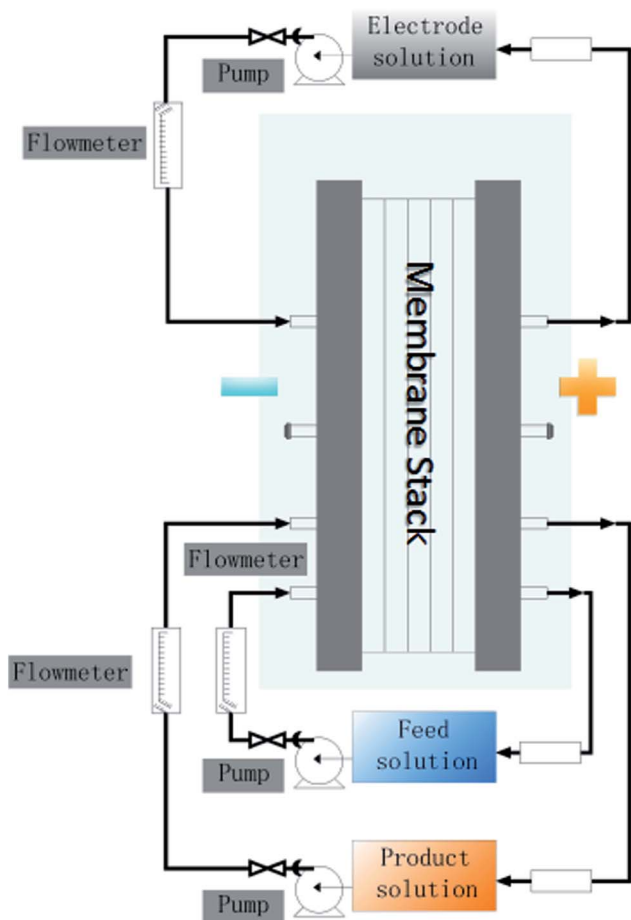 Electrode
solution
Pump
Flowmeter
Membrane Stack
Flowmeter
Flowmeter
Feed
solution
Pump
Product
solution
Pump